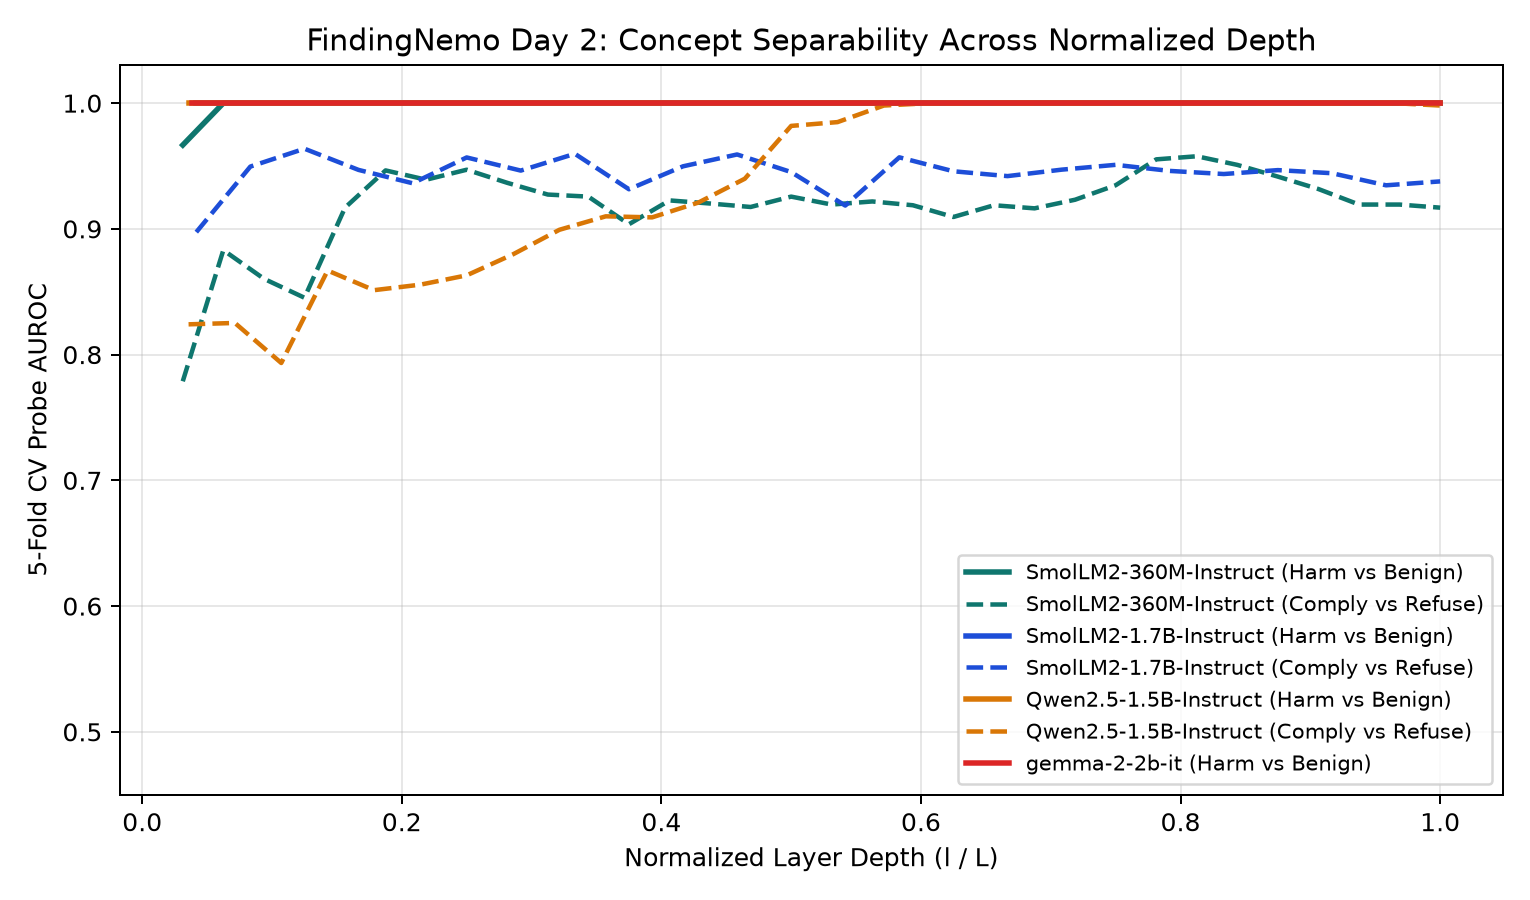 FindingNemo Day 2: Concept Separability Across Normalized Depth
5-Fold CV Probe AUROC
1.0
0.9
0.8
0.7
0.6
0.5
SmolLM2-360M-Instruct (Harm vs Benign)
SmolLM2-360M-Instruct (Comply vs Refuse)
SmolLM2-1.7B-Instruct (Harm vs Benign)
SmolLM2-1.7B-Instruct (Comply vs Refuse)
Qwen2.5-1.5B-Instruct (Harm vs Benign)
Qwen2.5-1.5B-Instruct (Comply vs Refuse)
gemma-2-2b-it (Harm vs Benign)
0.0 0.2 0.4 0.6 0.8 1.0
Normalized Layer Depth (l / L)